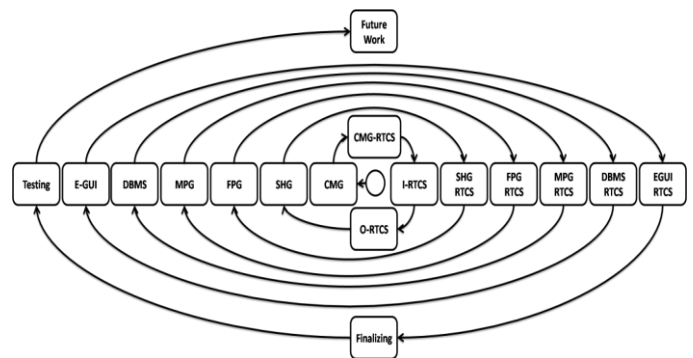 Future
Work
CMG-RTCS
Testing
E-GUI
DBMS
MPG
FPG
SHG
CMG
I-RTCS
SHG
RTCS
FPG
RTCS
MPG
RTCS
DBMS
RTCS
EGUI
RTCS
O-RTCS
Finalizing